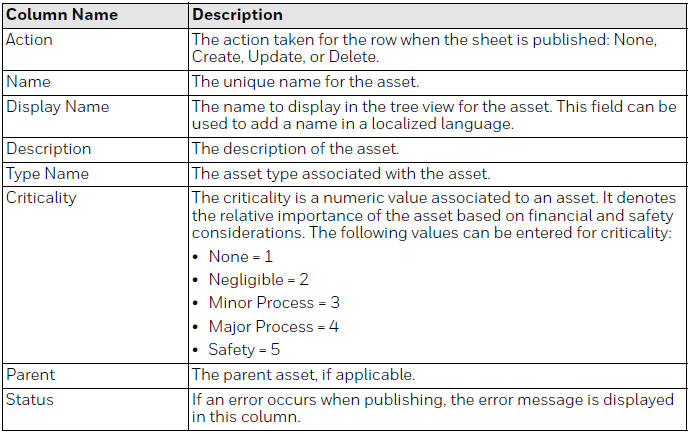 Column Name Description
Action The action taken for the row when the sheet is published: None,
Create, Update, or Delete.
Name The unique name for the asset.
Display Name The name to display in the tree view for the asset. This field can be
used to add a name in a localized language.
Description The description of the asset.
Type Name The asset type associated with the asset.
Criticality The criticality is a numeric value associated to an asset. It denotes
the relative importance of the asset based on financial and safety
considerations. The following values can be entered for criticality:
• None = 1
• Negligible = 2
• Minor Process = 3
• Major Process = 4
• Safety = 5
Parent The parent asset, if applicable.
Status If an error occurs when publishing, the error message is displayed
in this column.